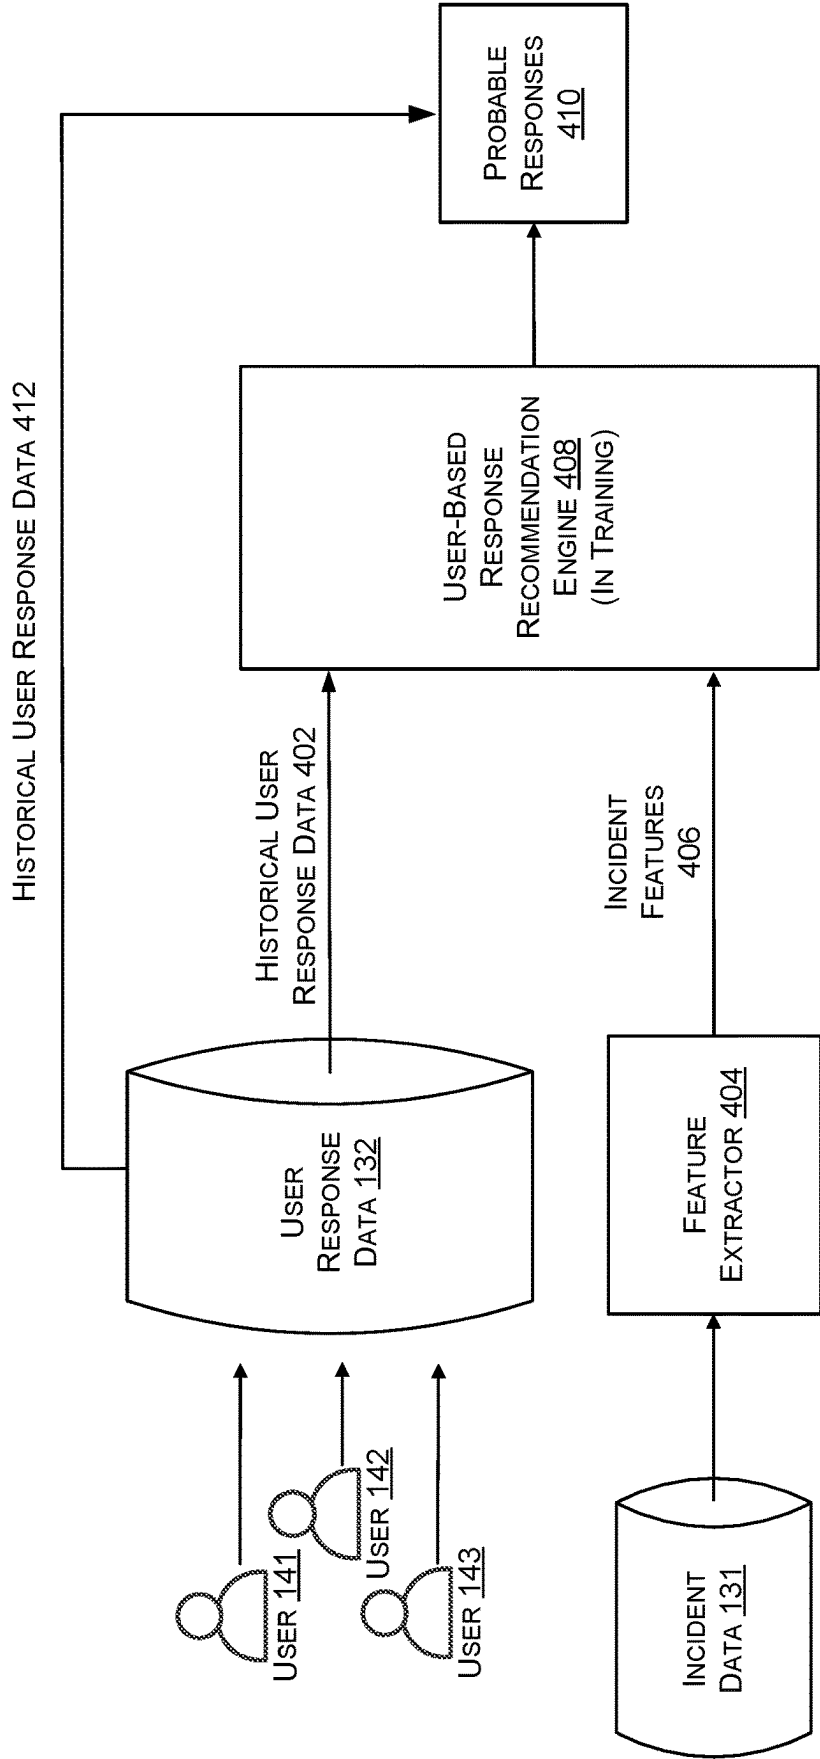 HISTORICAL USER RESPONSE DATA 412
USER 141
USER 142
USER 143
USER
RESPONSE
DATA 132
HISTORICAL USER
RESPONSE DATA 402
USER-BASED
RESPONSE
RECOMMENDATION
ENGINE 408
(IN TRAINING)
PROBABLE
RESPONSES
410
INCIDENT
DATA 131
FEATURE
EXTRACTOR 404
INCIDENT
FEATURES
406